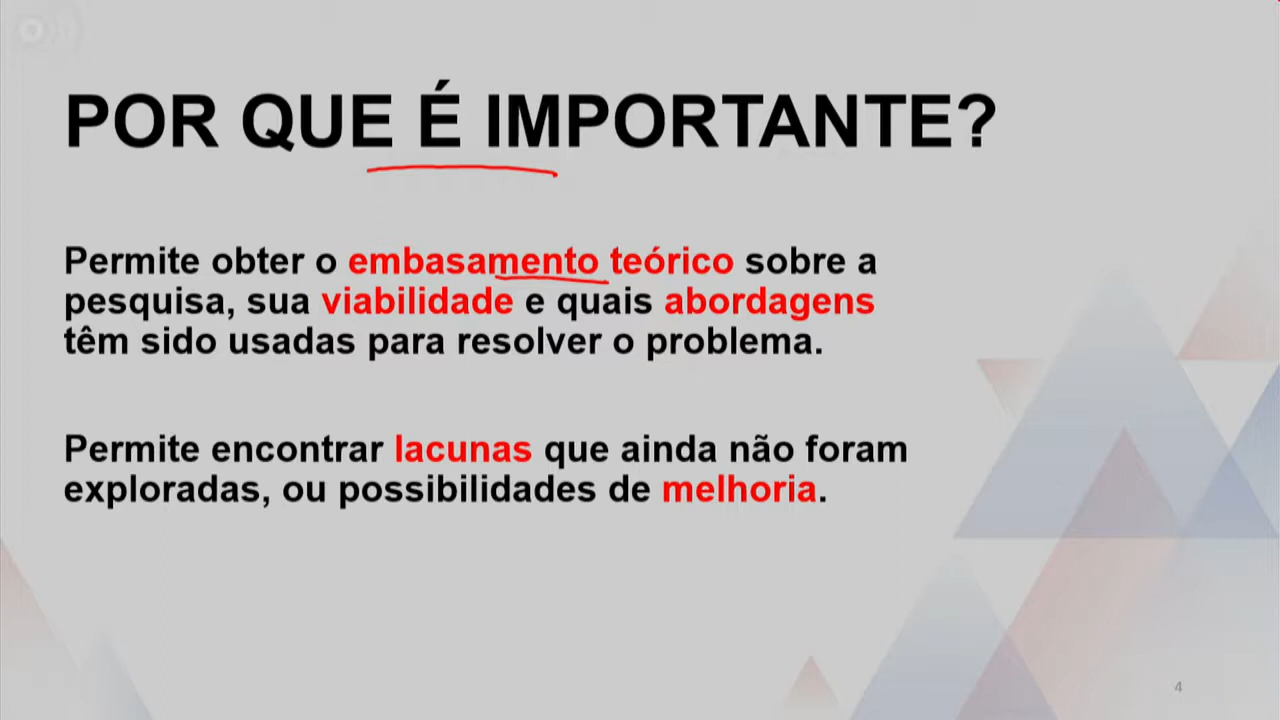 POR QUE É IMPORTANTE?
Permite obter o embasamento teórico sobre a
pesquisa, sua viabilidade e quais abordagens
têm sido usadas para resolver o problema.
Permite encontrar lacunas que ainda não foram
exploradas, ou possibilidades de melhoria.
4